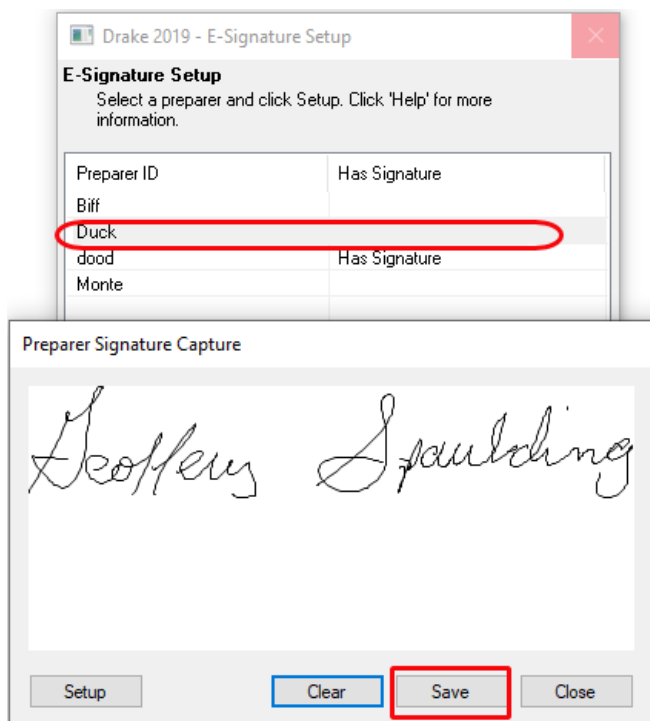 Drake 2019 - E-Signature Setup
E-Signature Setup
Select a preparer and click Setup. Click 'Help' for more
information.
Preparer ID Has Signature
Biff
Duck
dood Has Signature
Monte
Preparer Signature Capture
Geoffery Spaulding
Setup Clear Save Close